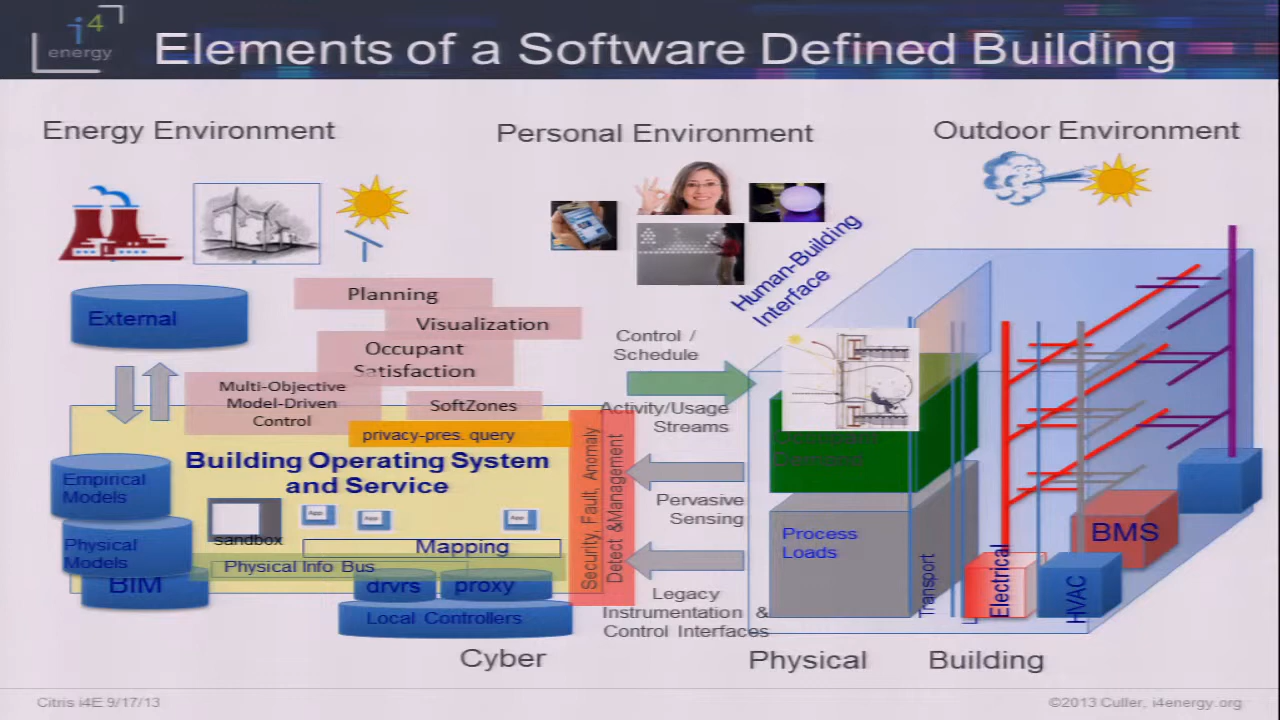 i4
energy
Elements of a Software Defined Building
Energy Environment
Personal Environment
Outdoor Environment
Human-Building
Interface
External
Planning
Visualization
Occupant
Satisfaction
Multi-Objective
Model-Driven
Control
SoftZones
privacy-pres. query
Building Operating System
and Service
Empirical
Models
Physical
Models
BIM
sandbox
App
App
App
Mapping
Physical Info Bus
drvrs
proxy
Local Controllers
Security, Fault, Anomaly
Detect &Management
Control /
Schedule
Activity/Usage
Streams
Pervasive
Sensing
Legacy
Instrumentation &
Control Interfaces
Demand
Process
Loads
Transport
Electrical
HVAC
BMS
Cyber
Physical
Building
Citris i4E 9/17/13
©2013 Culler, i4energy.org